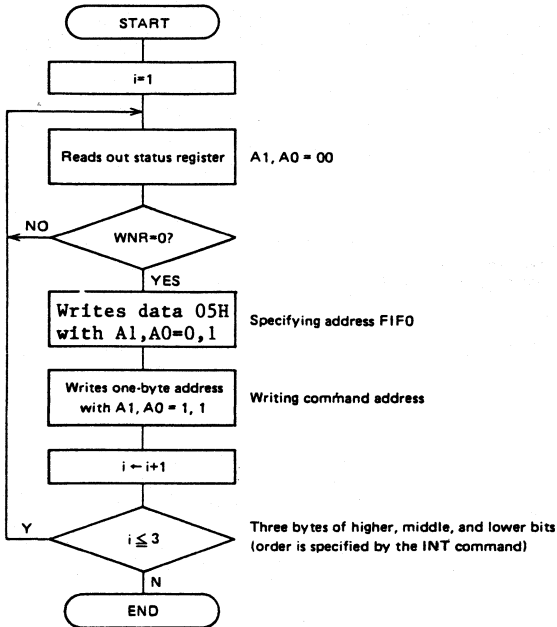 START
i=1
Reads out status register
A1, A0 = 00
NO
WNR=0?
YES
Writes data 05H
with A1,A0=0,1
Specifying address FIFO
Writes one-byte address
with A1, A0 = 1, 1
Writing command address
i ← i+1
Y
i ≦ 3
Three bytes of higher, middle, and lower bits
(order is specified by the INT command)
N
END